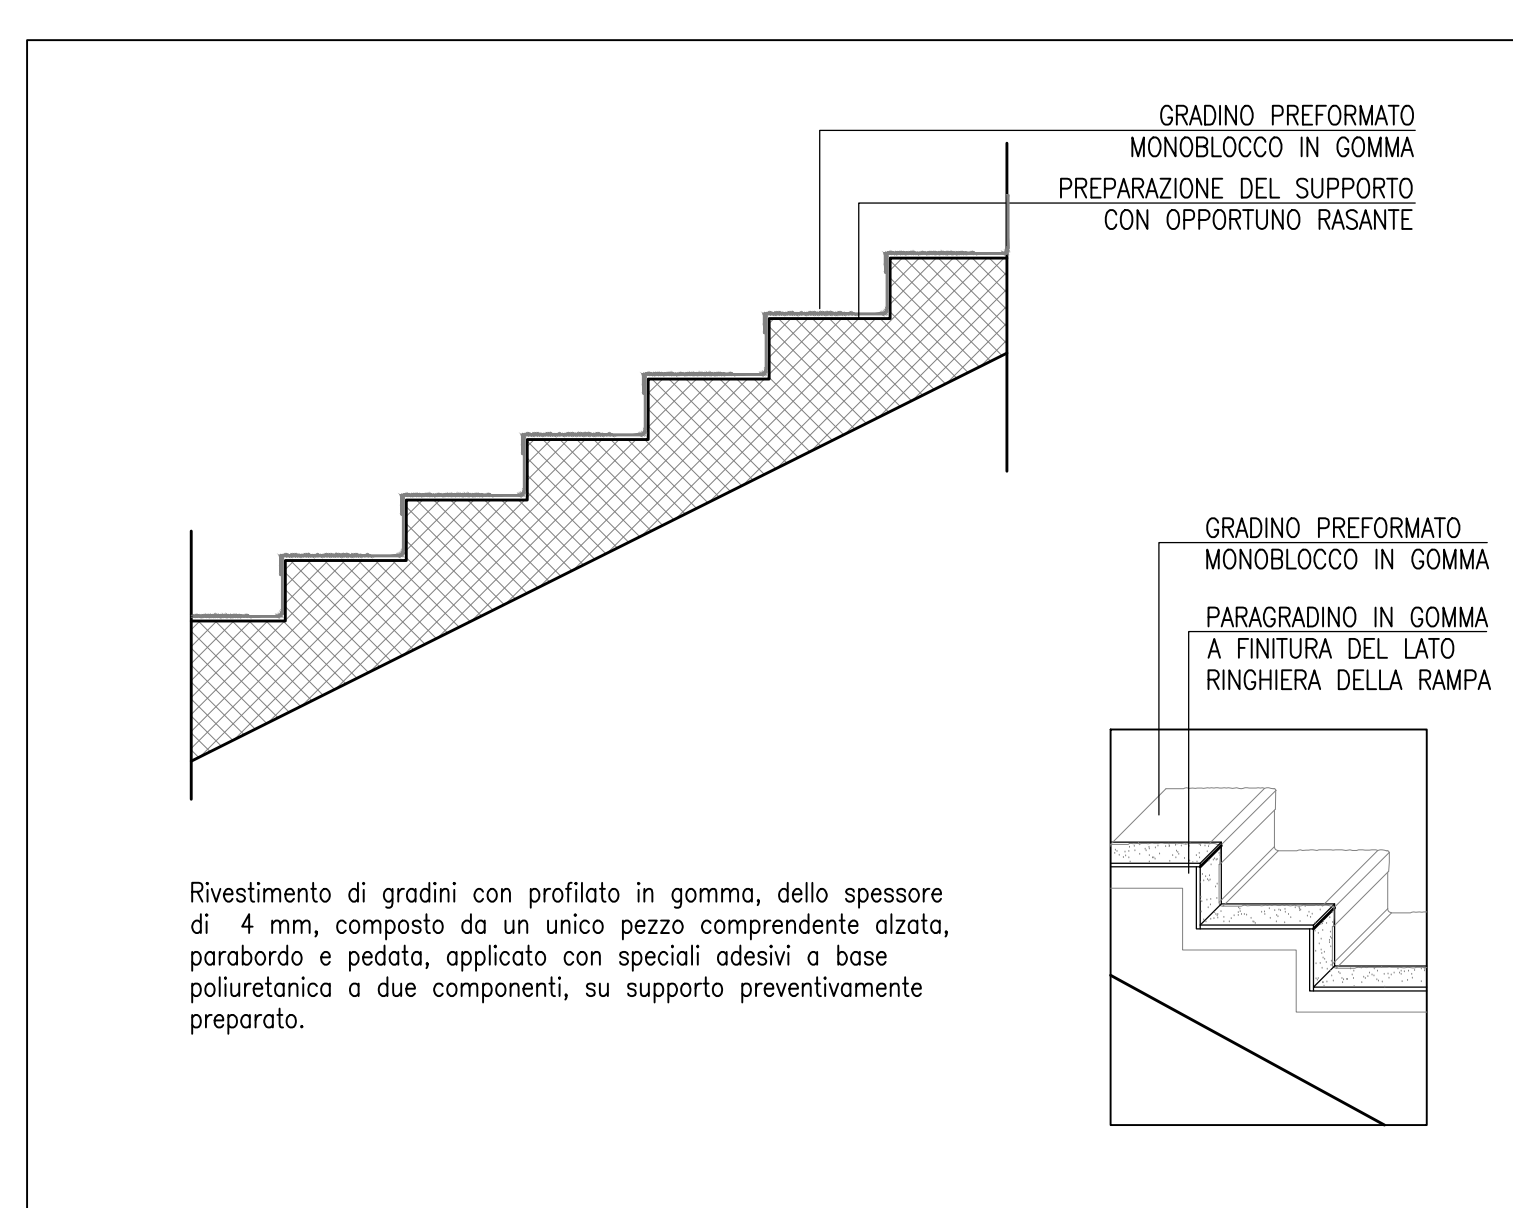 GRADINO PREFORMATO
MONOBLOCCO IN GOMMA
PREPARAZIONE DEL SUPPORTO
CON OPPORTUNO RASANTE
GRADINO PREFORMATO
MONOBLOCCO IN GOMMA
PARAGRADINO IN GOMMA
A FINITURA DEL LATO
RINGHIERA DELLA RAMPA
Rivestimento di gradini con profilato in gomma, dello spessore
di 4 mm, composto da un unico pezzo comprendente alzata,
parabordo e pedata, applicato con speciali adesivi a base
poliuretanica a due componenti, su supporto preventivamente
preparato.